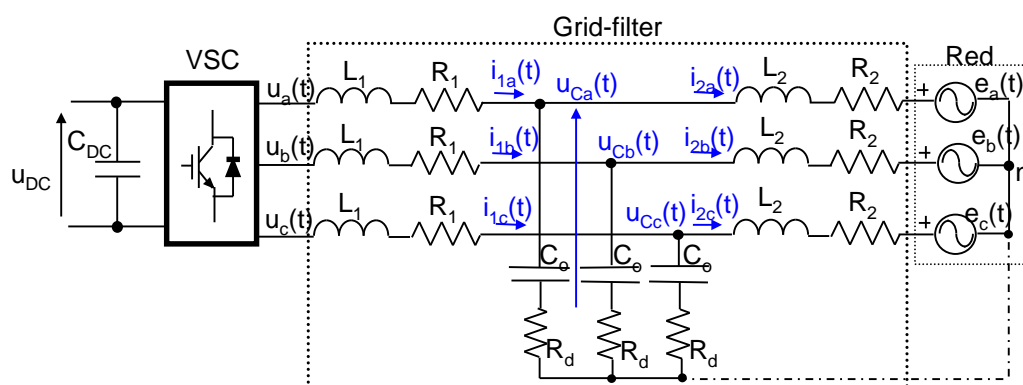 Grid-filter
VSC
Red
u_a(t) L_1 R_1 i_1a(t) u_Ca(t) i_2a(t) L_2 R_2 + e_a(t)
C_DC
u_DC
u_b(t) L_1 R_1 i_1b(t) u_Cb(t) i_2b(t) L_2 R_2 + e_b(t)
n
u_c(t) L_1 R_1 i_1c(t) u_Cc(t) i_2c(t) L_2 R_2 + e_c(t)
C_o C_o C_o
R_d R_d R_d